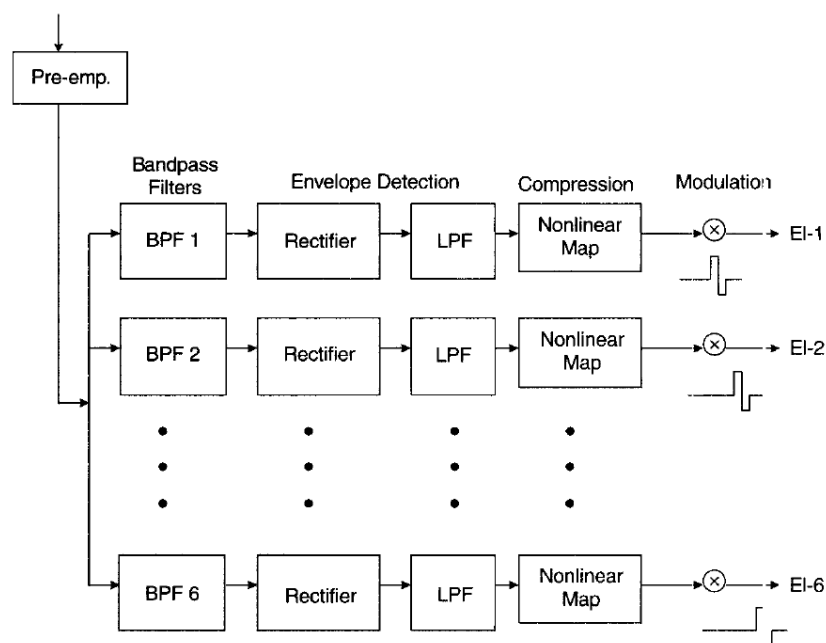 Pre-emp.
Bandpass
Filters
Envelope Detection
Compression
Modulation
BPF 1
Rectifier
LPF
Nonlinear
Map
El-1
BPF 2
Rectifier
LPF
Nonlinear
Map
El-2
BPF 6
Rectifier
LPF
Nonlinear
Map
El-6